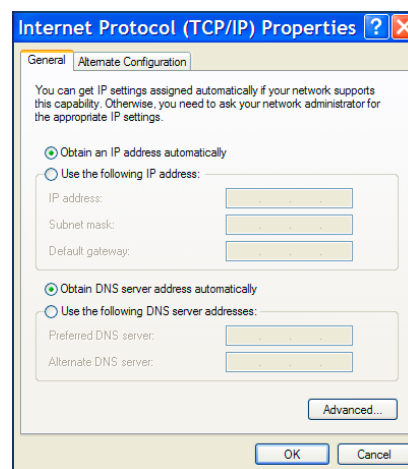 Internet Protocol (TCP/IP) Properties
General
Alternate Configuration
You can get IP settings assigned automatically if your network supports
this capability. Otherwise, you need to ask your network administrator for
the appropriate IP settings.
Obtain an IP address automatically
Use the following IP address:
IP address:
Subnet mask:
Default gateway:
Obtain DNS server address automatically
Use the following DNS server addresses:
Preferred DNS server:
Alternate DNS server:
Advanced...
OK
Cancel